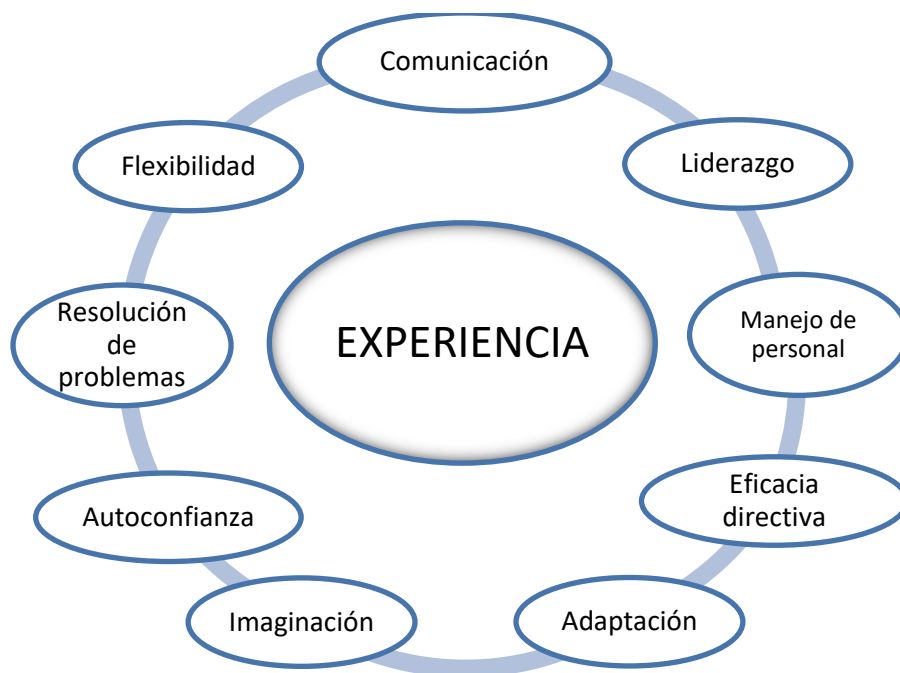 Comunicación
Liderazgo
Manejo de
personal
Eficacia
directiva
Adaptación
Imaginación
Autoconfianza
Resolución
de
problemas
Flexibilidad
EXPERIENCIA